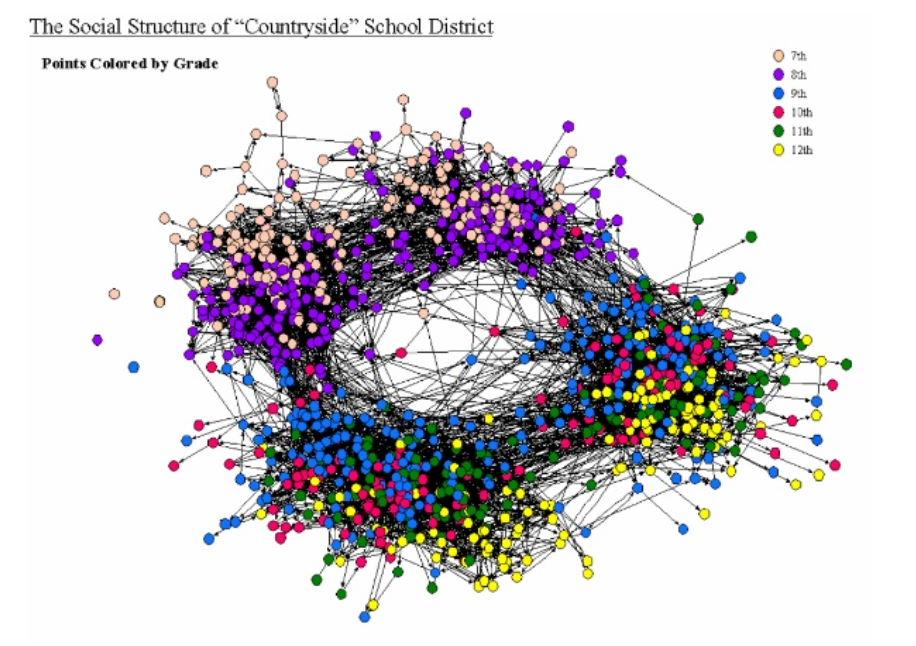 The Social Structure of “Countryside” School District
Points Colored by Grade
7th
8th
9th
10th
11th
12th